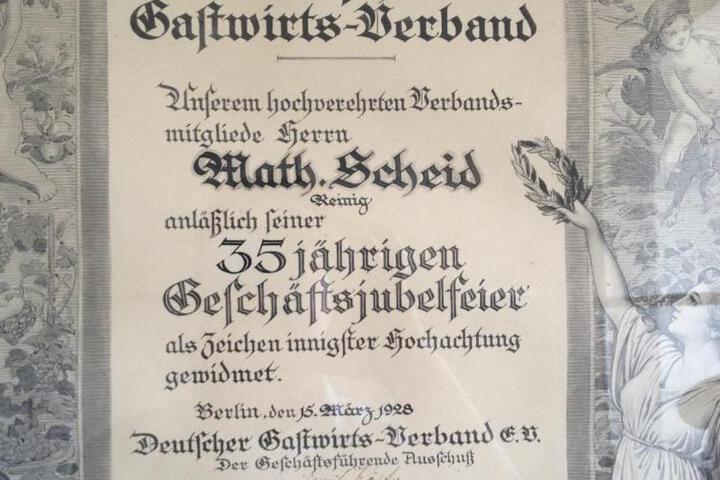 Gastwirts-Verband
Unserem hochverehrten Verbands-
mitgliede Herrn
Math. Scheid
Reinig
anläßlich seiner
35 jährigen
Geschäftsjubelfeier
als Zeichen innigster Hochachtung
gewidmet.
Berlin, den 15. März 1928
Deutscher Gastwirts-Verband E.V.
Der Geschäftsführende Ausschuß